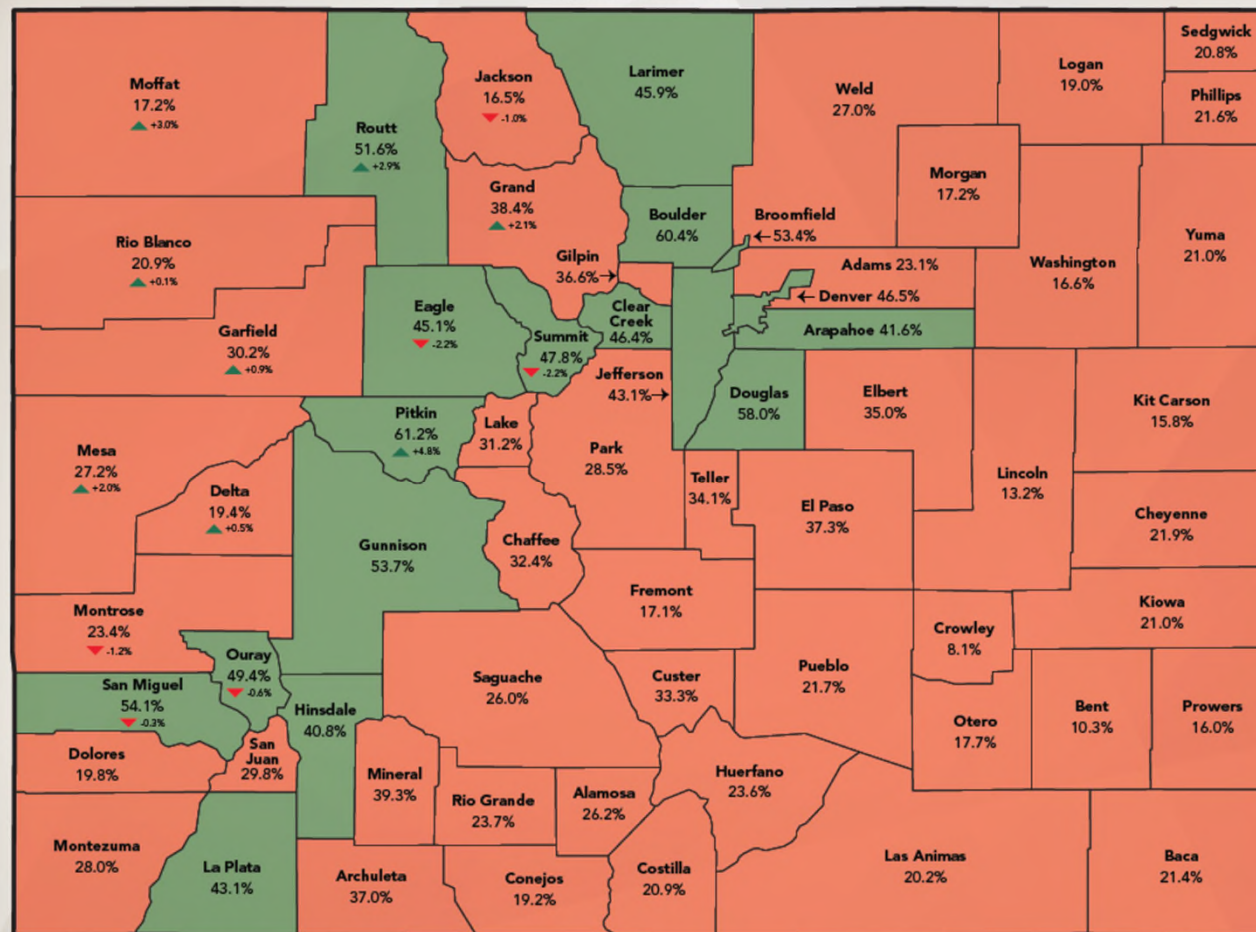 Moffat
17.2%
+3.0%
Routt
51.6%
+2.9%
Jackson
16.5%
-1.0%
Larimer
45.9%
Weld
27.0%
Logan
19.0%
Sedgwick
20.8%
Phillips
21.6%
Morgan
17.2%
Grand
38.4%
+2.1%
Boulder
60.4%
Broomfield
←53.4%
Rio Blanco
20.9%
+0.1%
Gilpin
36.6%→
Adams 23.1%
← Denver 46.5%
Arapahoe 41.6%
Washington
16.6%
Yuma
21.0%
Garfield
30.2%
+0.9%
Eagle
45.1%
-2.2%
Summit
47.8%
-2.2%
Clear
Creek
46.4%
Jefferson
43.1%→
Douglas
58.0%
Elbert
35.0%
Kit Carson
15.8%
Mesa
27.2%
+2.0%
Pitkin
61.2%
+4.8%
Lake
31.2%
Park
28.5%
Teller
34.1%
Lincoln
13.2%
Delta
19.4%
+0.5%
El Paso
37.3%
Cheyenne
21.9%
Gunnison
53.7%
Chaffee
32.4%
Fremont
17.1%
Kiowa
21.0%
Montrose
23.4%
-1.2%
Crowley
8.1%
Ouray
49.4%
-0.6%
San Miguel
54.1%
-0.3%
Hinsdale
40.8%
Saguache
26.0%
Custer
33.3%
Pueblo
21.7%
Otero
17.7%
Bent
10.3%
Prowers
16.0%
Dolores
19.8%
San
Juan
29.8%
Mineral
39.3%
Rio Grande
23.7%
Alamosa
26.2%
Huerfano
23.6%
Montezuma
28.0%
La Plata
43.1%
Archuleta
37.0%
Conejos
19.2%
Costilla
20.9%
Las Animas
20.2%
Baca
21.4%